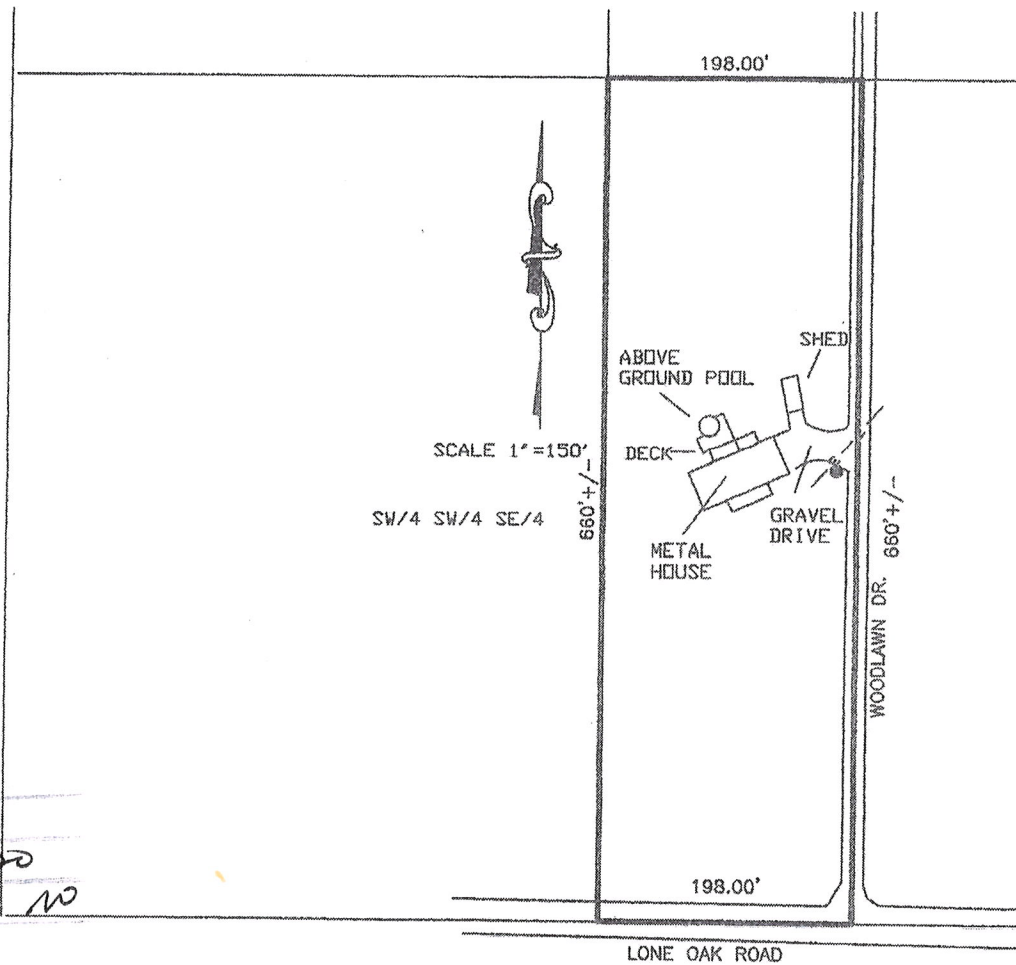 198.00'
SHED
ABOVE
GROUND POOL
SCALE 1"=150'
DECK
660'+/-
SW/4 SW/4 SE/4
GRAVEL
DRIVE
660'+/-
METAL
HOUSE
WOODLAWN DR.
198.00'
LONE OAK ROAD